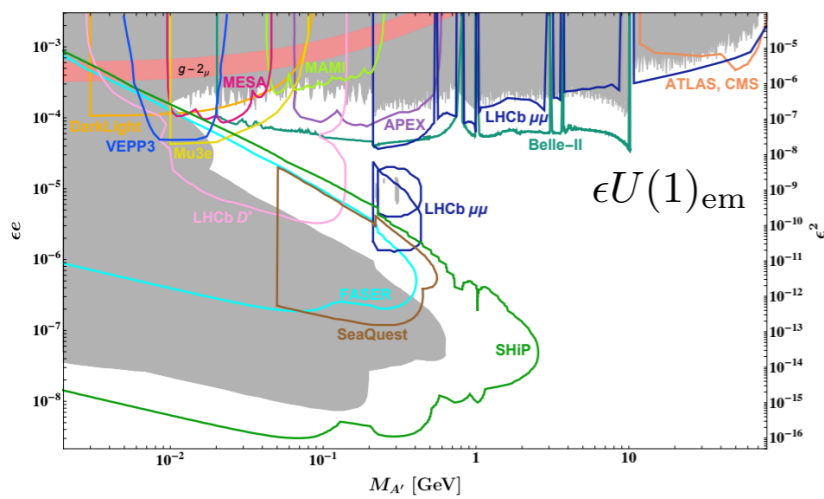 10⁻³
10⁻⁴
10⁻⁵
10⁻⁶
10⁻⁷
10⁻⁸
ϵe
10⁻⁵
10⁻⁶
10⁻⁷
10⁻⁸
10⁻⁹
10⁻¹⁰
10⁻¹¹
10⁻¹²
10⁻¹³
10⁻¹⁴
10⁻¹⁵
10⁻¹⁶
ϵ²
g−2μ
MESA
MAMI
ATLAS, CMS
DarkLight
VEPP3
Mu3e
APEX
LHCb μμ
Belle−II
LHCb D*
LHCb μμ
ϵU(1)em
FASER
SeaQuest
SHiP
10⁻²
10⁻¹
1
10
M_A′ [GeV]